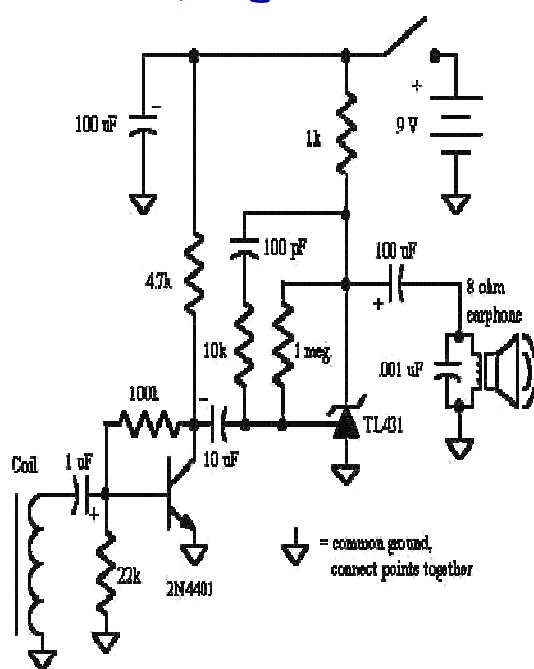 +
100 uF
-
1k
9 V
100 pF
100 uF
4.7k
+
8 ohm
earphone
10k
1 meg
.001 uF
100k
-
TL431
10 uF
Coil
1 uF
+
22k
2N4401
= common ground,
connect points together